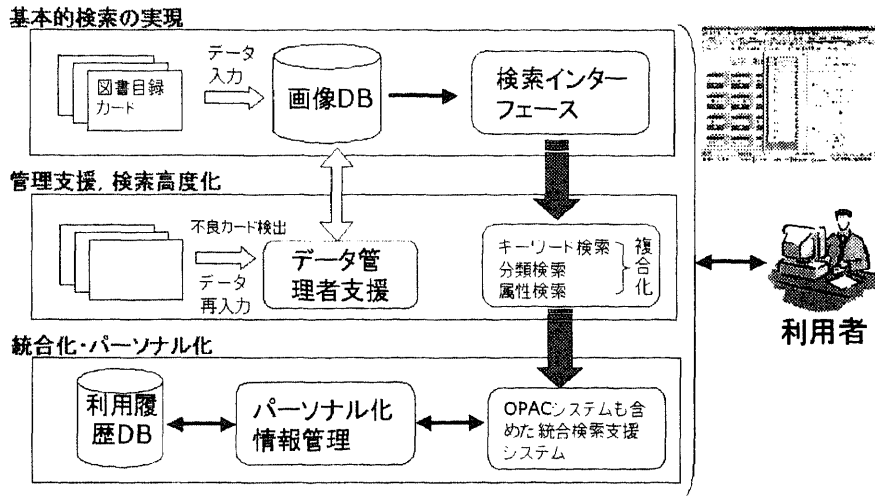 基本的検索の実現
図書目録
カード
データ
入力
画像DB
検索インター
フェース
管理支援, 検索高度化
不良カード検出
データ
再入力
データ管
理者支援
キーワード検索
分類検索
属性検索
複
合
化
利用者
統合化・パーソナル化
利用履
歴DB
パーソナル化
情報管理
OPACシステムも含
めた統合検索支援
システム